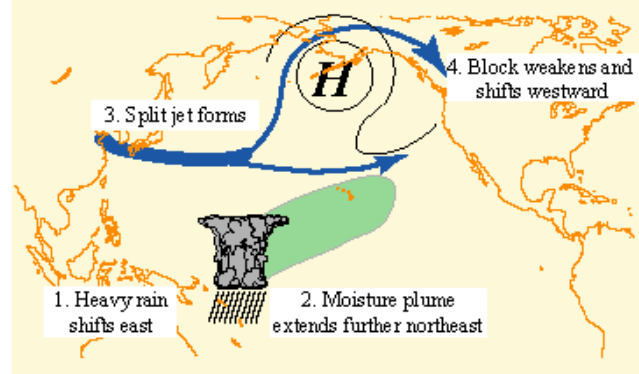 4. Block weakens and
shifts westward
H
3. Split jet forms
1. Heavy rain
shifts east
2. Moisture plume
extends further northeast